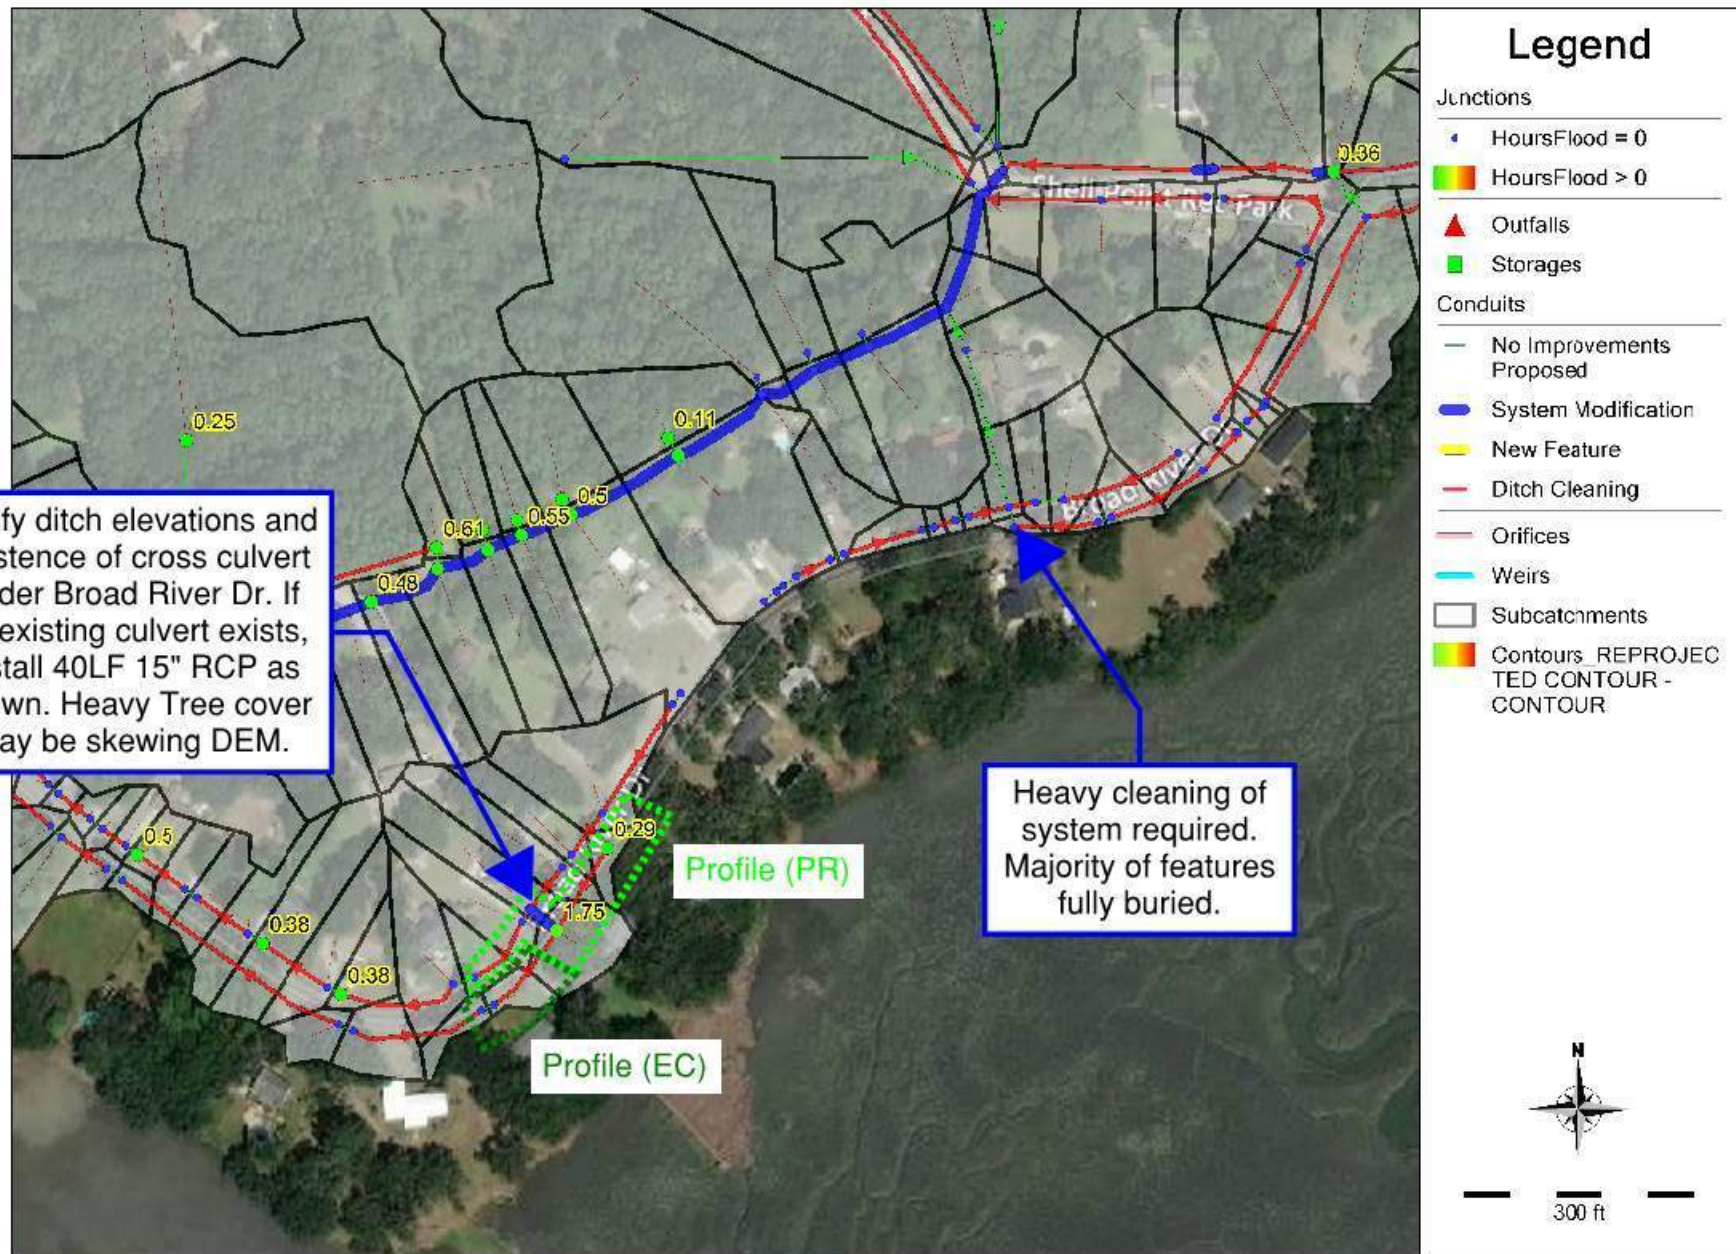 Legend
Junctions
HoursFlood = 0
HoursFlood > 0
Outfalls
Storages
Conduits
No Improvements
Proposed
System Modification
New Feature
Ditch Cleaning
Orifices
Weirs
Subcatchments
Contours_REPROJEC
TED CONTOUR -
CONTOUR
N
300 ft
0.36
Shell Point Rec Park
0.25
0.11
0.5
0.55
0.61
0.48
fy ditch elevations and
stence of cross culvert
der Broad River Dr. If
existing culvert exists,
stall 40LF 15" RCP as
wn. Heavy Tree cover
ay be skewing DEM.
Broad River Dr
Heavy cleaning of
system required.
Majority of features
fully buried.
0.5
0.29
Profile (PR)
1.75
0.38
0.38
Profile (EC)